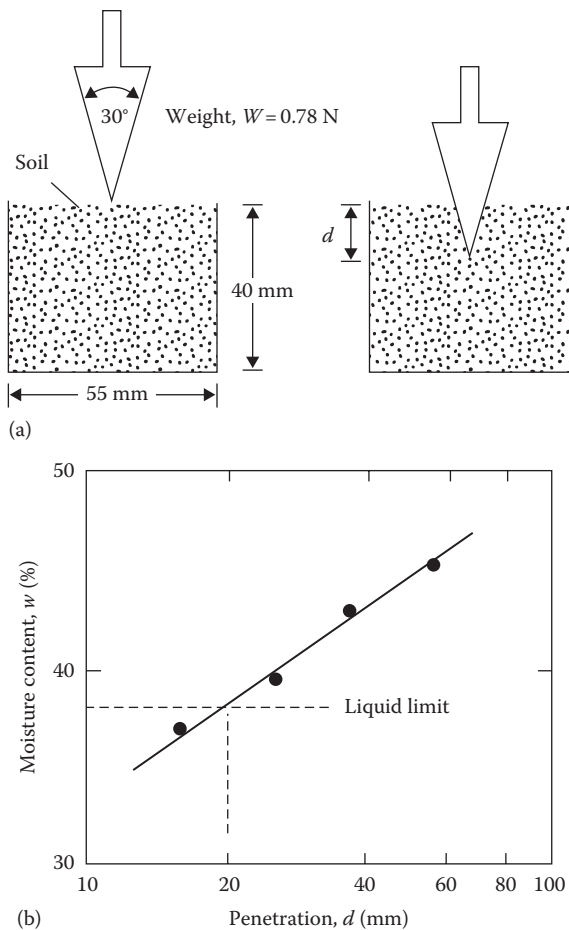 30°
Weight, W = 0.78 N
Soil
d
40 mm
55 mm
(a)
50
40
30
Moisture content, w (%)
Liquid limit
10 20 40 60 80 100
(b)
Penetration, d (mm)